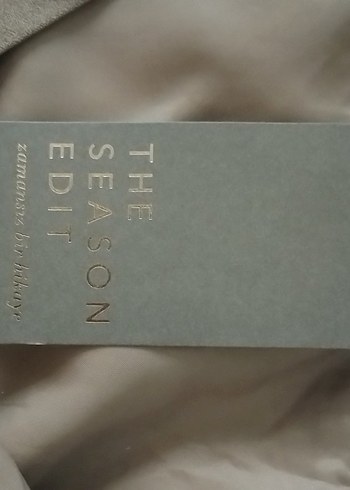 THE
SEASON
EDIT
zamansız bir hikaye